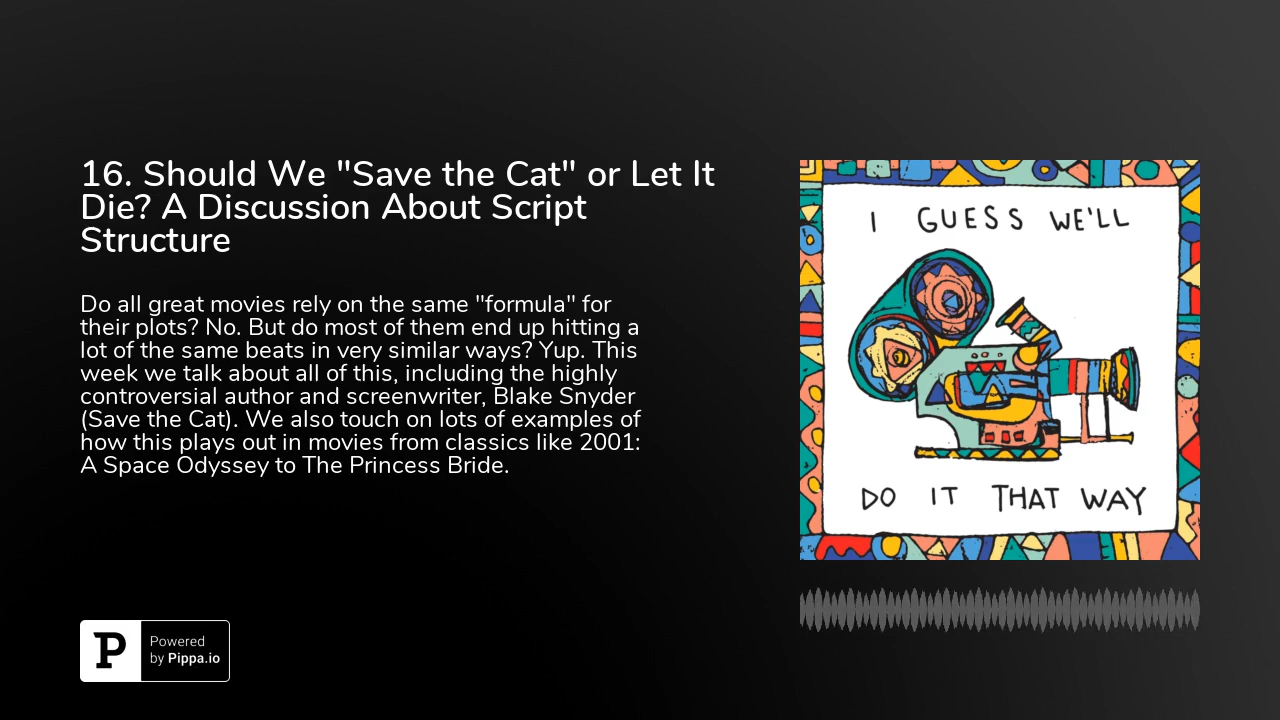 16. Should We "Save the Cat" or Let It
Die? A Discussion About Script
Structure
Do all great movies rely on the same "formula" for
their plots? No. But do most of them end up hitting a
lot of the same beats in very similar ways? Yup. This
week we talk about all of this, including the highly
controversial author and screenwriter, Blake Snyder
(Save the Cat). We also touch on lots of examples of
how this plays out in movies from classics like 2001:
A Space Odyssey to The Princess Bride.
I GUESS WE'LL
DO IT THAT WAY
P
Powered
by Pippa.io